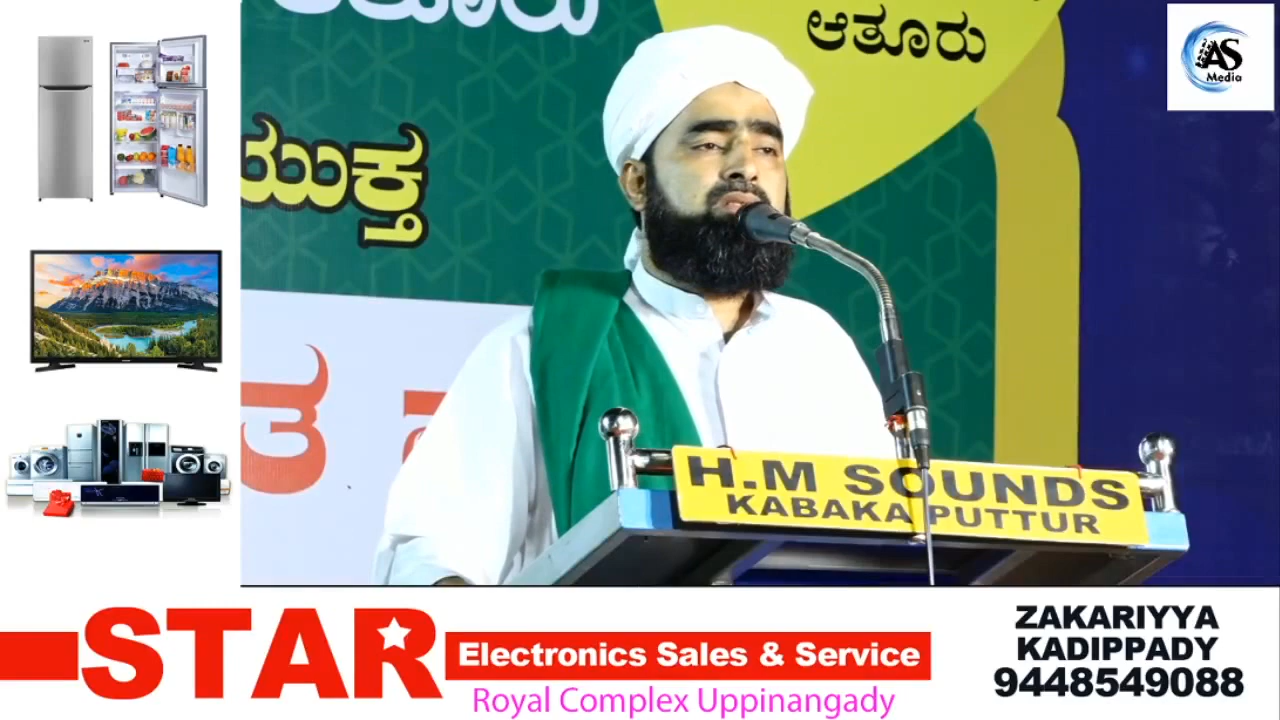 ಆತೂರು
AS
Media
H.M SOUNDS
KABAKA PUTTUR
STAR
Electronics Sales & Service
Royal Complex Uppinangady
ZAKARIYYA
KADIPPADY
9448549088